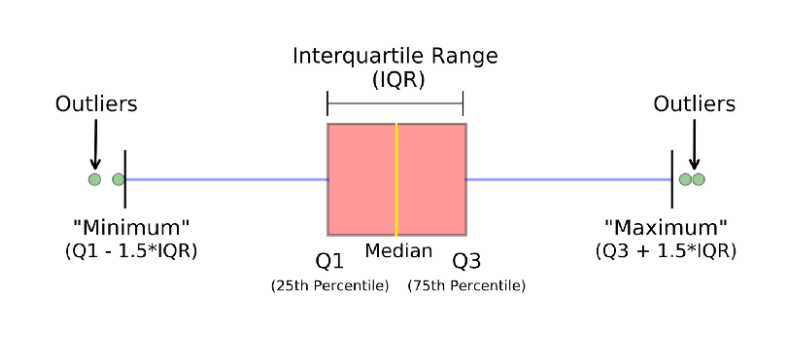 Interquartile Range
(IQR)
Outliers
Outliers
"Minimum"
(Q1 - 1.5*IQR)
"Maximum"
(Q3 + 1.5*IQR)
Q1
Median
Q3
(25th Percentile)
(75th Percentile)